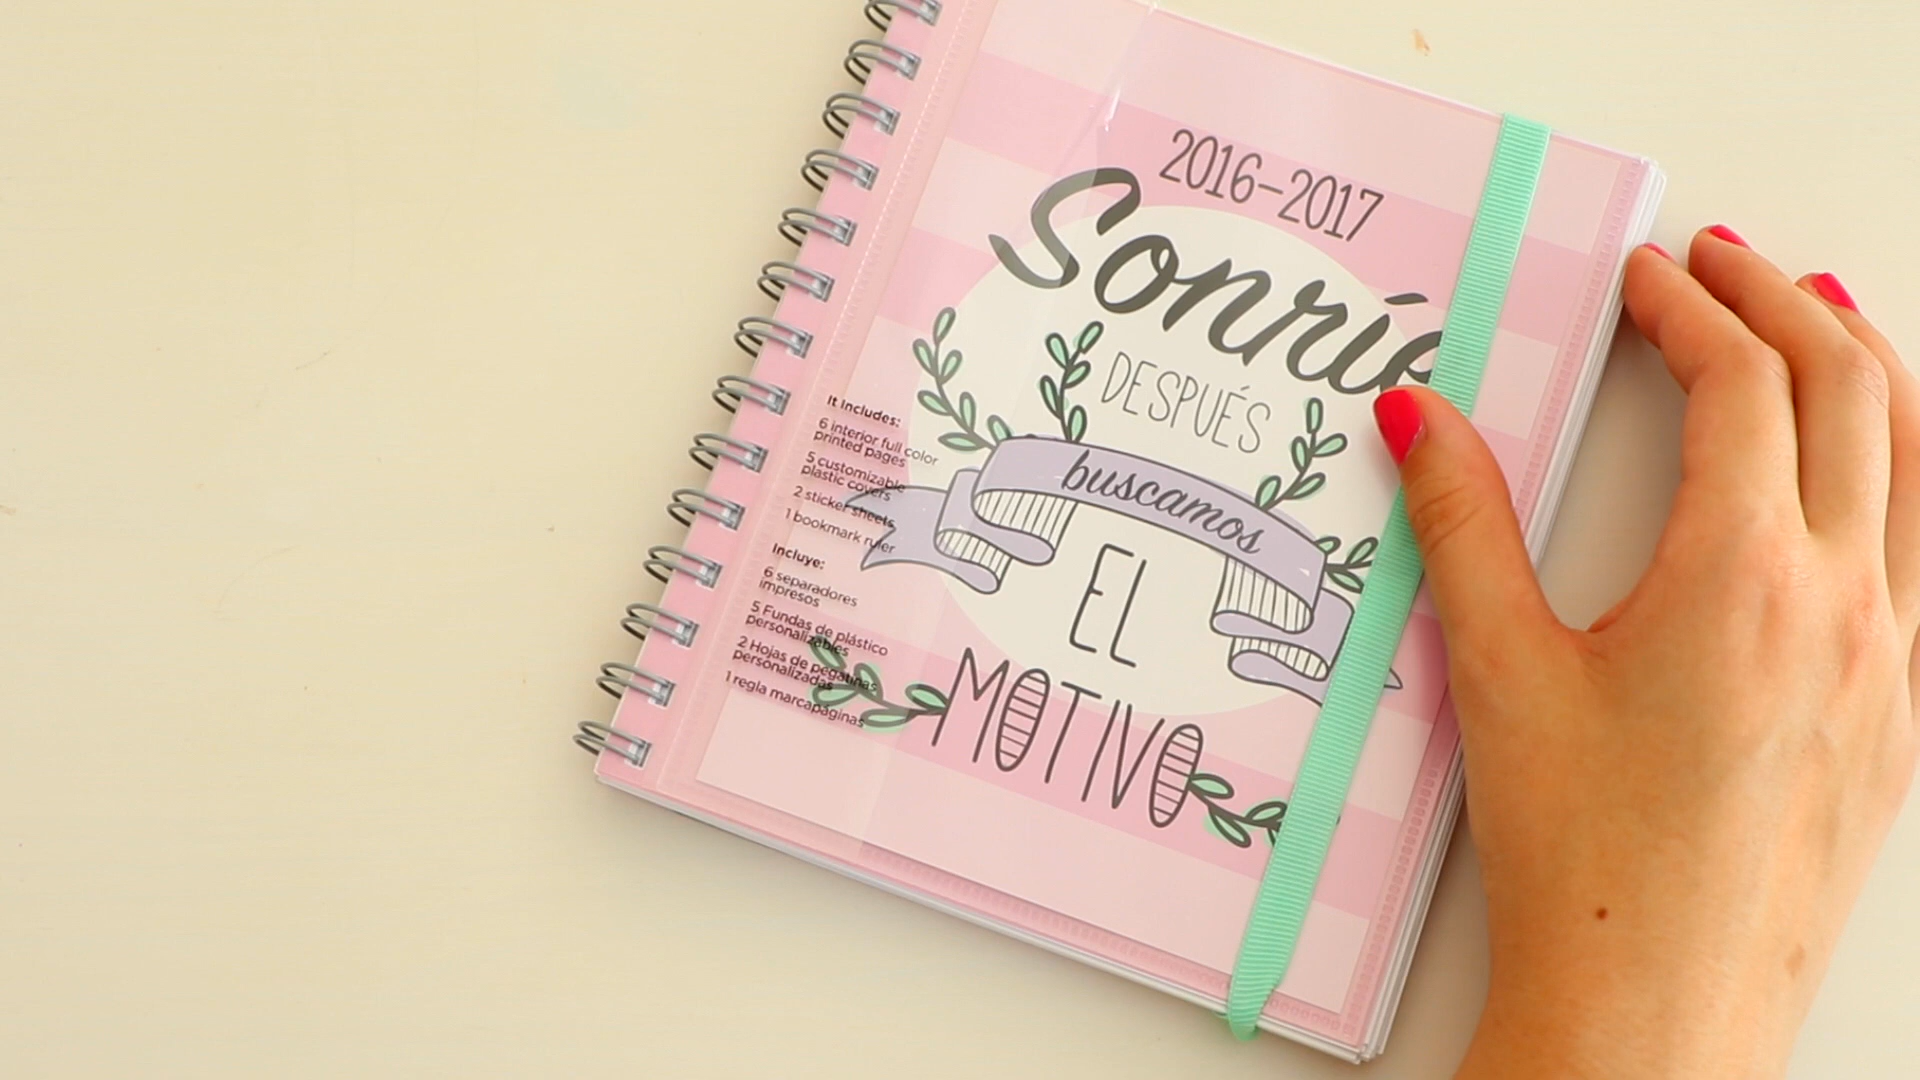 2016-2017
Sonríe
DESPUÉS
buscamos
EL
MOTIVO
It Includes:
6 interior full color
printed pages
5 customizable
plastic covers
2 sticker sheets
1 bookmark ruler
Incluye:
6 separadores
impresos
5 Fundas de plástico
personalizables
2 Hojas de pegatinas
personalizadas
1 regla marcapáginas